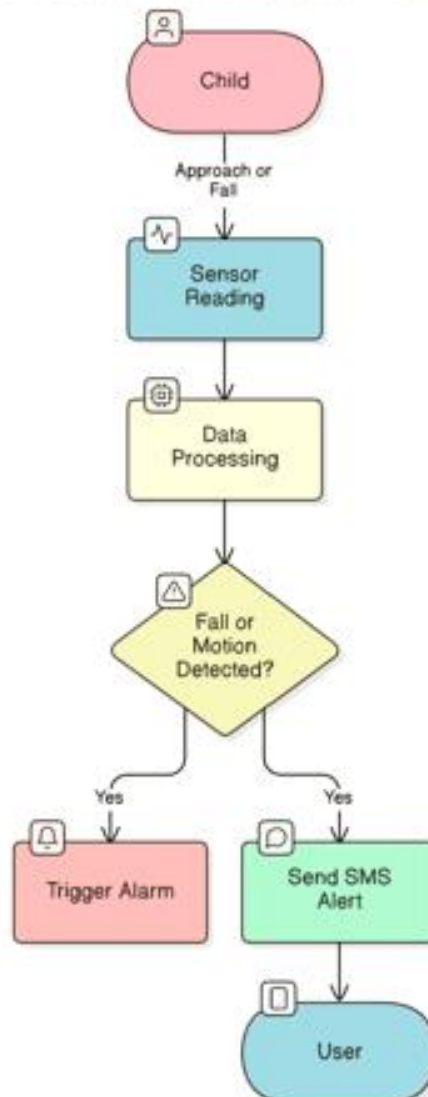 Child
Approach or
Fall
Sensor
Reading
Data
Processing
Fall or
Motion
Detected?
Yes
Yes
Trigger Alarm
Send SMS
Alert
User